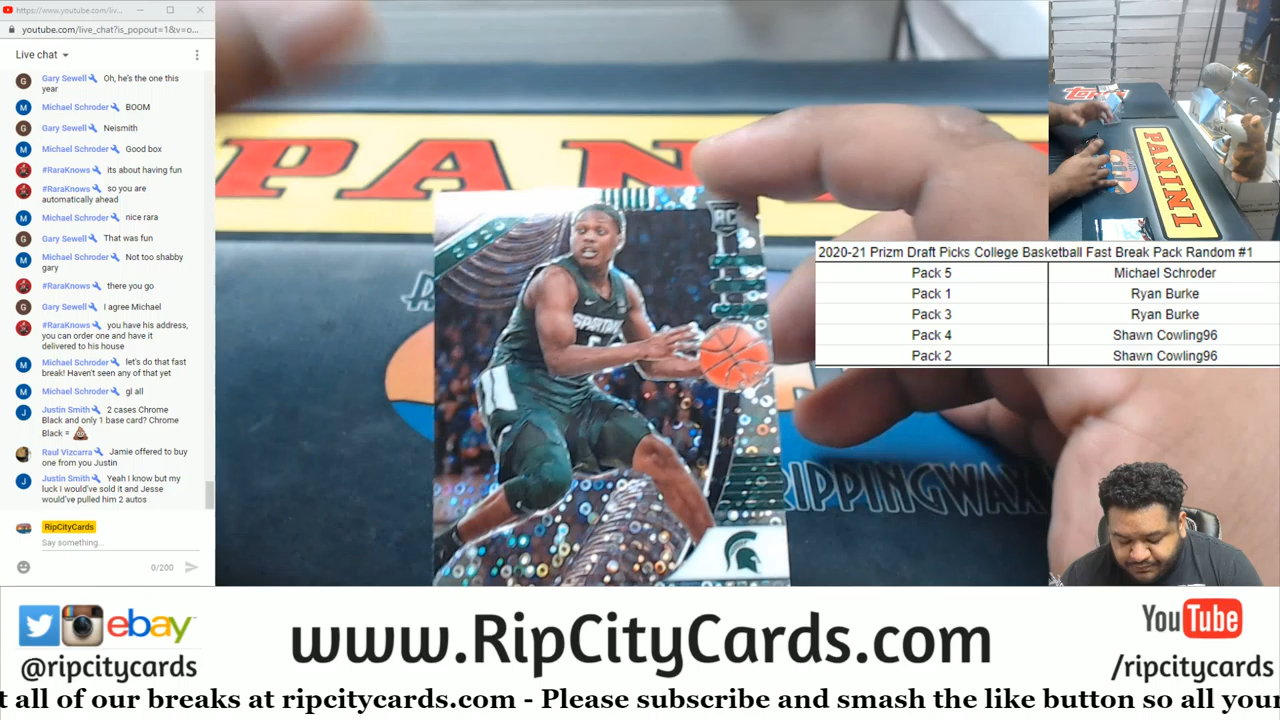 https://www.youtube.com/liv...
youtube.com/live_chat?is_popout=1&v=o...
Live chat
G Gary Sewell Oh, he's the one this
year
M Michael Schroder BOOM
G Gary Sewell Neismith
M Michael Schroder Good box
#RaraKnows its about having fun
#RaraKnows so you are
automatically ahead
M Michael Schroder nice rara
G Gary Sewell That was fun
M Michael Schroder Not too shabby
gary
#RaraKnows there you go
G Gary Sewell I agree Michael
#RaraKnows you have his address,
you can order one and have it
delivered to his house
M Michael Schroder let's do that fast
break! Haven't seen any of that yet
M Michael Schroder gl all
J Justin Smith 2 cases Chrome
Black and only 1 base card? Chrome
Black =
Raul Vizcarra Jamie offered to buy
one from you Justin
J Justin Smith Yeah I know but my
luck I would've sold it and Jesse
would've pulled him 2 autos
RipCityCards
Say something...
0/200
PANINI
RC
SPARTANS
RIPPINGWAX
Topps
PANINI
2020-21 Prizm Draft Picks College Basketball Fast Break Pack Random #1
Pack 5 Michael Schroder
Pack 1 Ryan Burke
Pack 3 Ryan Burke
Pack 4 Shawn Cowling96
Pack 2 Shawn Cowling96
ebay
@ripcitycards
www.RipCityCards.com
YouTube
/ripcitycards
t all of our breaks at ripcitycards.com - Please subscribe and smash the like button so all your